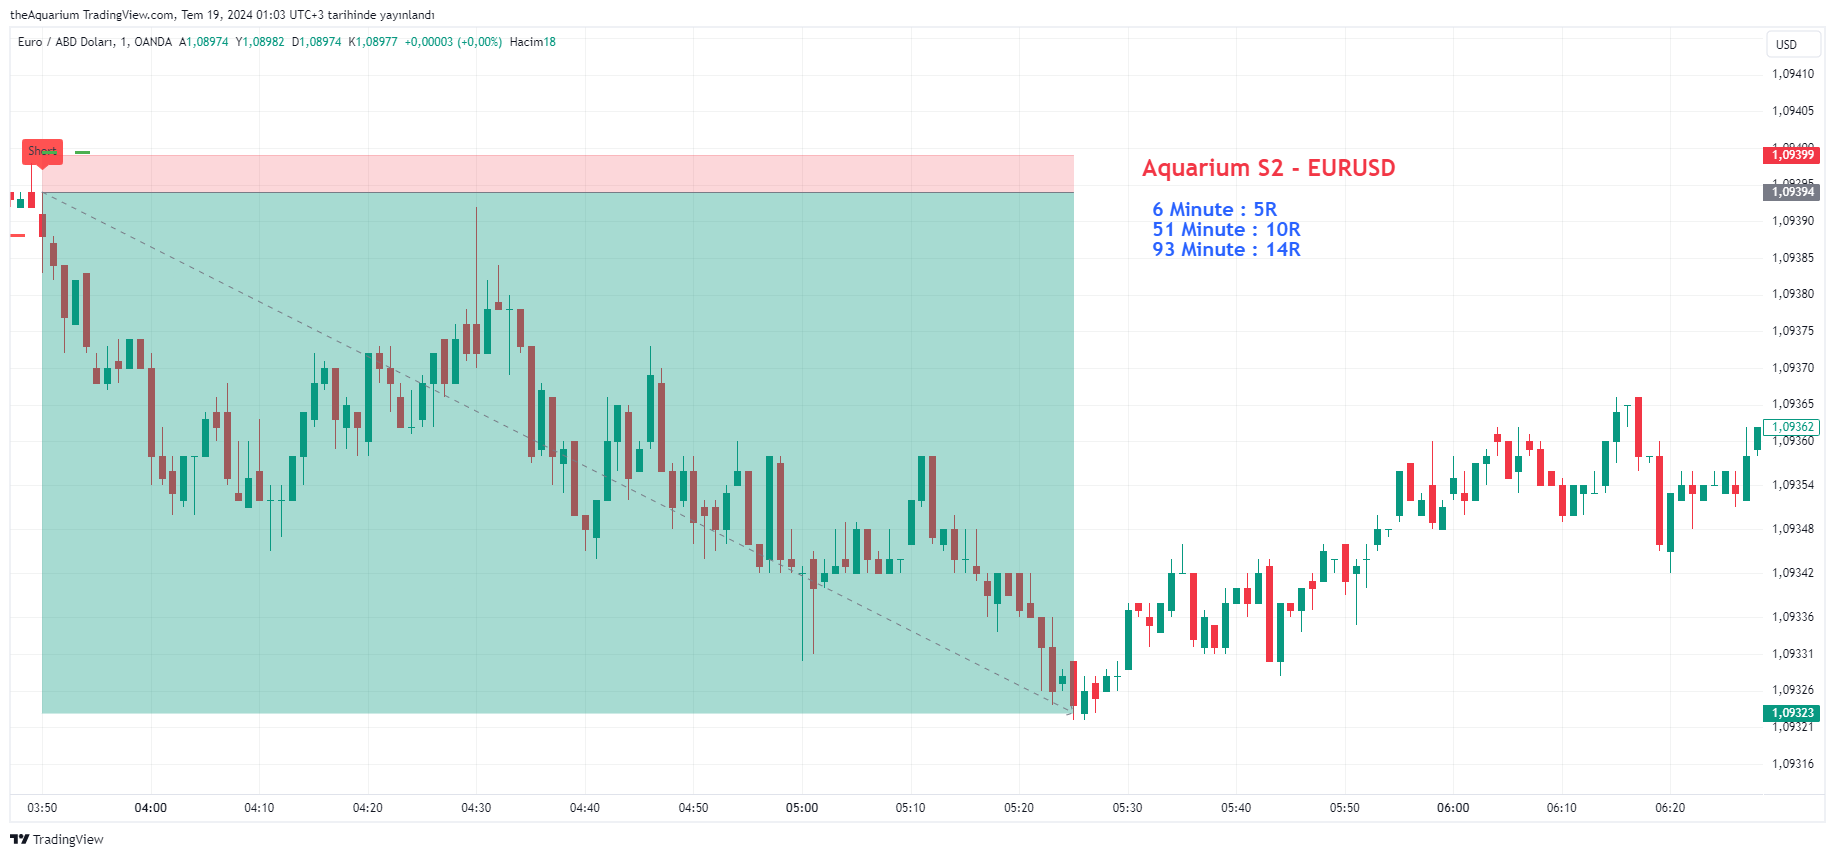 theAquarium TradingView.com, Tem 19, 2024 01:03 UTC+3 tarihinde yayınlandı
Euro / ABD Doları, 1, OANDA A1,08974 Y1,08982 D1,08974 K1,08977 +0,00003 (+0,00%) Hacim18
USD
1,09410
1,09405
1,09400
Short
1,09399
Aquarium S2 - EURUSD
1,09395
1,09394
6 Minute : 5R
1,09390
51 Minute : 10R
93 Minute : 14R
1,09385
1,09380
1,09375
1,09370
1,09365
1,09362
1,09360
1,09354
1,09348
1,09342
1,09336
1,09331
1,09326
1,09323
1,09321
1,09316
03:50 04:00 04:10 04:20 04:30 04:40 04:50 05:00 05:10 05:20 05:30 05:40 05:50 06:00 06:10 06:20
TradingView